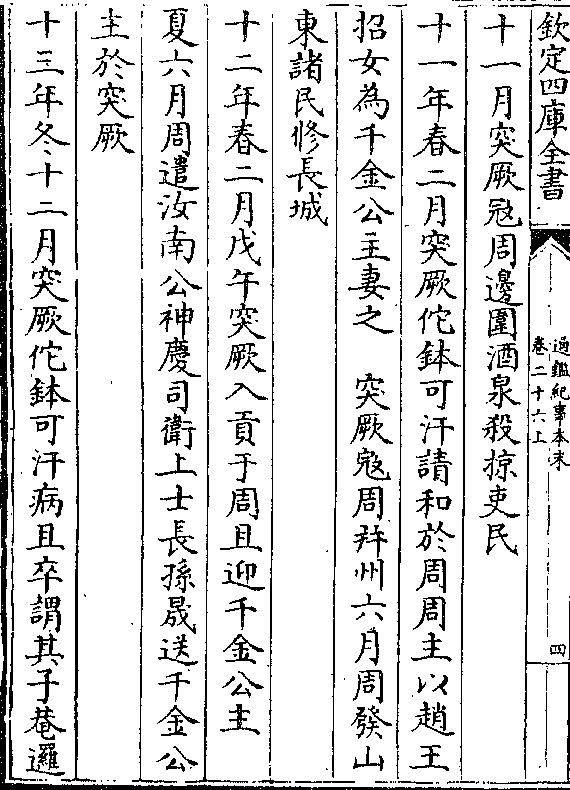 欽定四庫全書
通鑑紀事本末
卷二十六上
四
十一月突厥冦周邊圍酒泉殺掠吏民
十一年春二月突厥佗鉢可汗請和於周周主以趙王
招女為千金公主妻之　突厥冦周幷州六月周發山
東諸民修長城
十二年春二月戊午突厥入貢于周且迎千金公主
夏六月周遣汝南公神慶司衛上士長孫晟送千金公
主於突厥
十三年冬十二月突厥佗鉢可汗病且卒謂其子菴邏